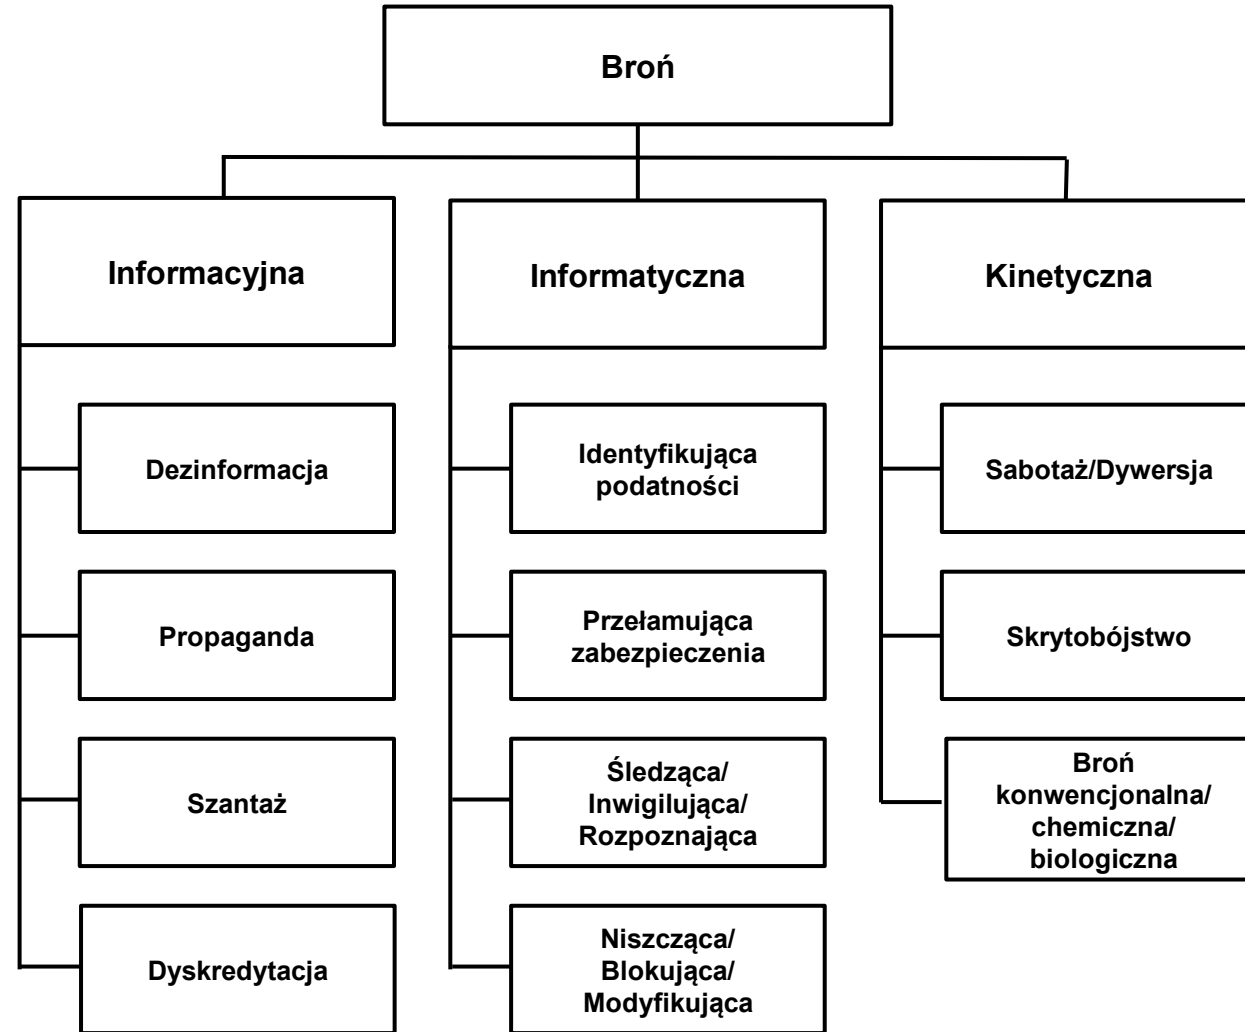 Broń
Informacyjna
Informatyczna
Kinetyczna
Dezinformacja
Identyfikująca
podatności
Sabotaż/Dywersja
Propaganda
Przełamująca
zabezpieczenia
Skrytobójstwo
Szantaż
Śledząca/
Inwigilująca/
Rozpoznająca
Broń
konwencjonalna/
chemiczna/
biologiczna
Dyskredytacja
Niszcząca/
Blokująca/
Modyfikująca